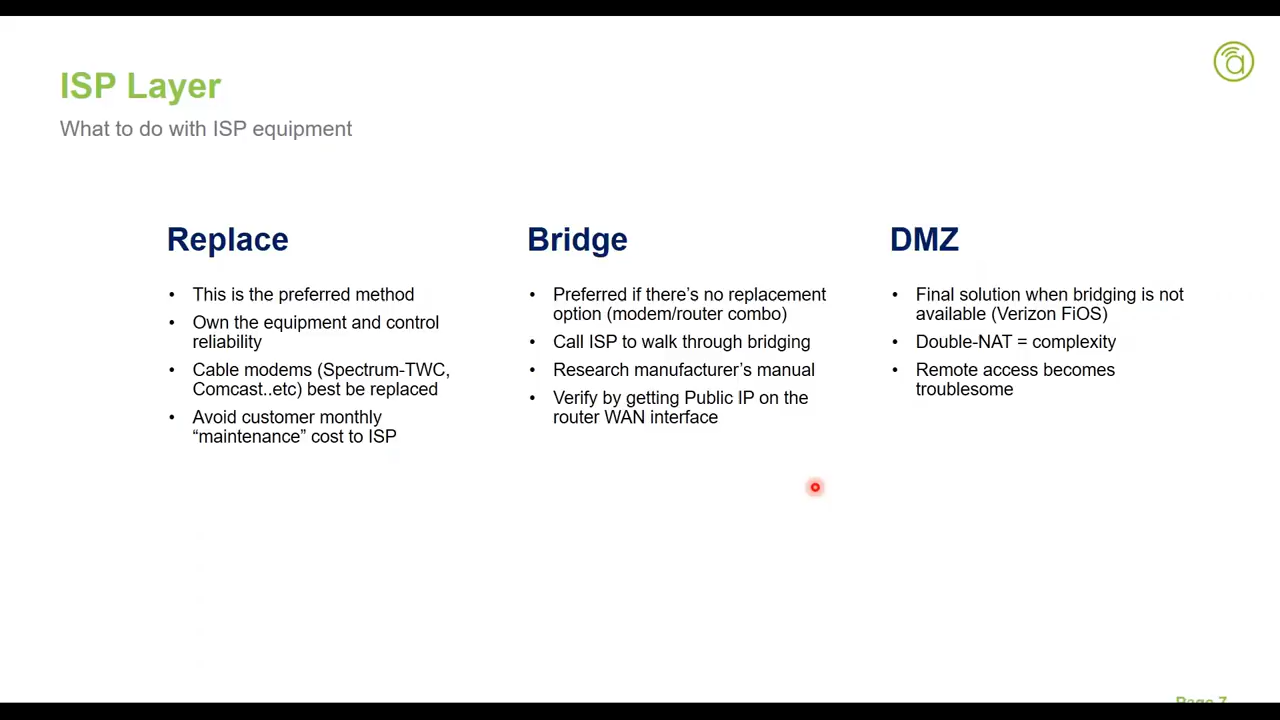 ISP Layer
What to do with ISP equipment
Replace
• This is the preferred method
• Own the equipment and control
reliability
• Cable modems (Spectrum-TWC,
Comcast..etc) best be replaced
• Avoid customer monthly
“maintenance” cost to ISP
Bridge
• Preferred if there’s no replacement
option (modem/router combo)
• Call ISP to walk through bridging
• Research manufacturer’s manual
• Verify by getting Public IP on the
router WAN interface
DMZ
• Final solution when bridging is not
available (Verizon FiOS)
• Double-NAT = complexity
• Remote access becomes
troublesome
Page 7